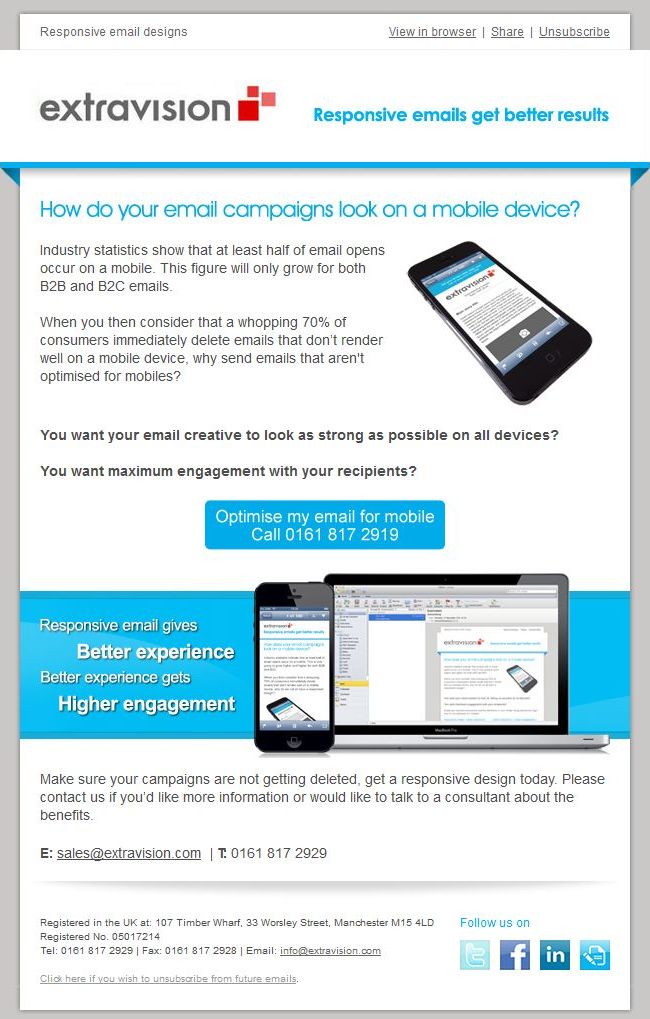 Responsive email designs
View in browser | Share | Unsubscribe
extravision
Responsive emails get better results
How do your email campaigns look on a mobile device?
Industry statistics show that at least half of email opens
occur on a mobile. This figure will only grow for both
B2B and B2C emails.
When you then consider that a whopping 70% of
consumers immediately delete emails that don’t render
well on a mobile device, why send emails that aren't
optimised for mobiles?
extravision
You want your email creative to look as strong as possible on all devices?
You want maximum engagement with your recipients?
Optimise my email for mobile
Call 0161 817 2919
Responsive email gives
Better experience
Better experience gets
Higher engagement
extravision
Responsive emails get better results
extravision
MacBook Pro
Make sure your campaigns are not getting deleted, get a responsive design today. Please
contact us if you’d like more information or would like to talk to a consultant about the
benefits.
E: sales@extravision.com | T: 0161 817 2929
Registered in the UK at: 107 Timber Wharf, 33 Worsley Street, Manchester M15 4LD
Registered No. 05017214
Tel: 0161 817 2929 | Fax: 0161 817 2928 | Email: info@extravision.com
Follow us on
Click here if you wish to unsubscribe from future emails.